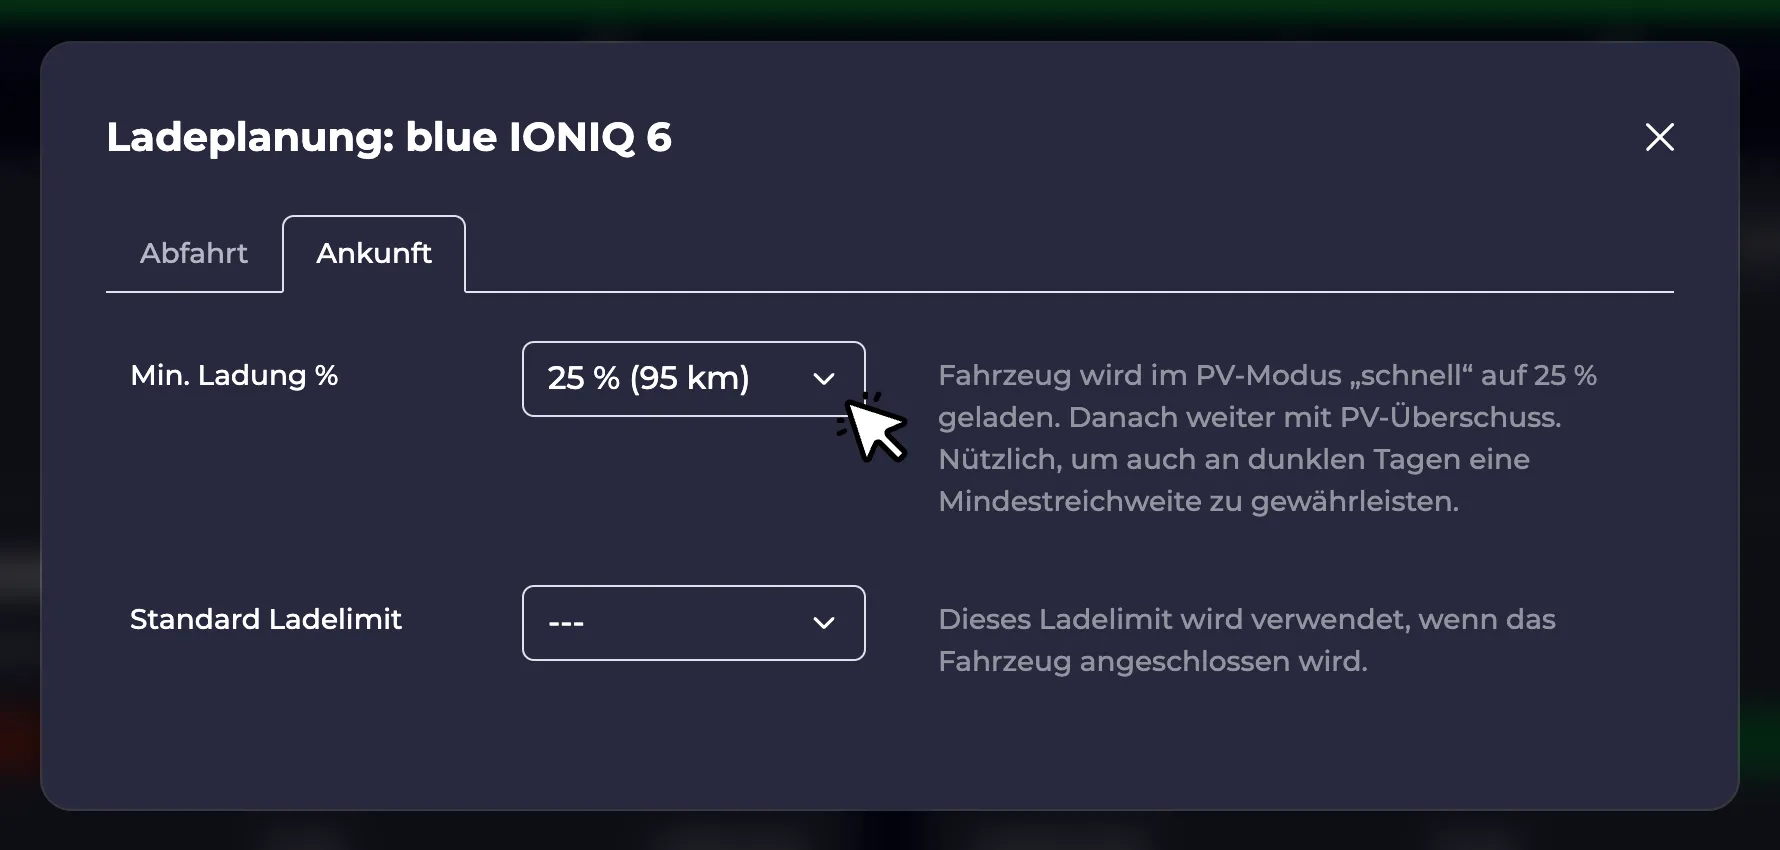 Ladeplanung: blue IONIQ 6
Abfahrt
Ankunft
Min. Ladung %
25 % (95 km)
Fahrzeug wird im PV-Modus „schnell“ auf 25 %
geladen. Danach weiter mit PV-Überschuss.
Nützlich, um auch an dunklen Tagen eine
Mindestreichweite zu gewährleisten.
Standard Ladelimit
---
Dieses Ladelimit wird verwendet, wenn das
Fahrzeug angeschlossen wird.